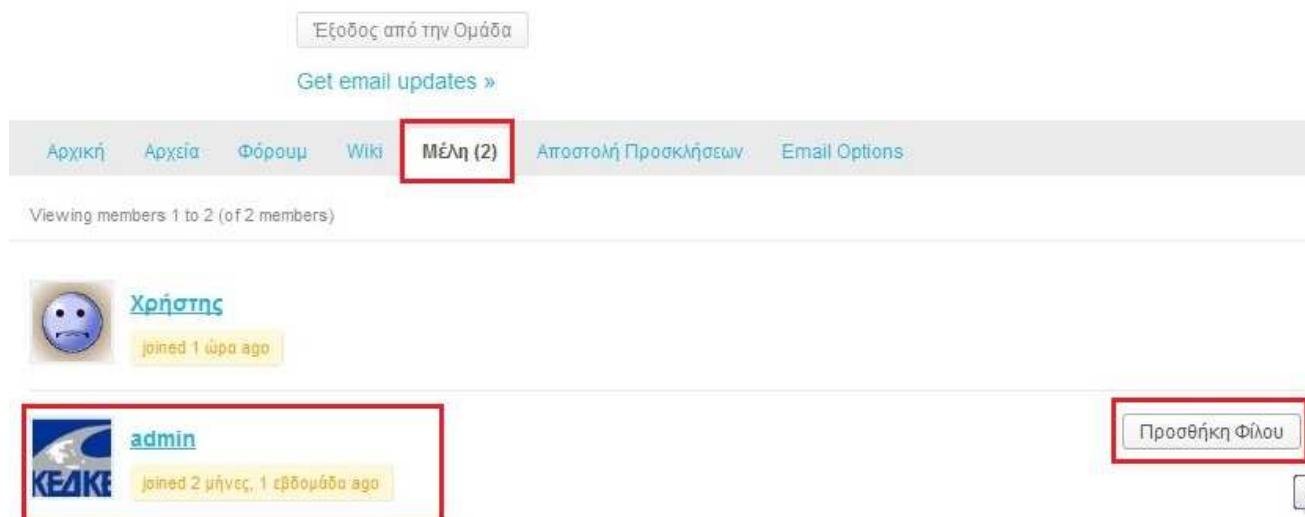 Έξοδος από την Ομάδα
Get email updates »
Αρχική Αρχεία Φόρουμ Wiki Μέλη (2) Αποστολή Προσκλήσεων Email Options
Viewing members 1 to 2 (of 2 members)
Χρήστης
joined 1 ώρα ago
admin
Προσθήκη Φίλου
ΚΕΔΚΕ
joined 2 μήνες, 1 εβδομάδα ago